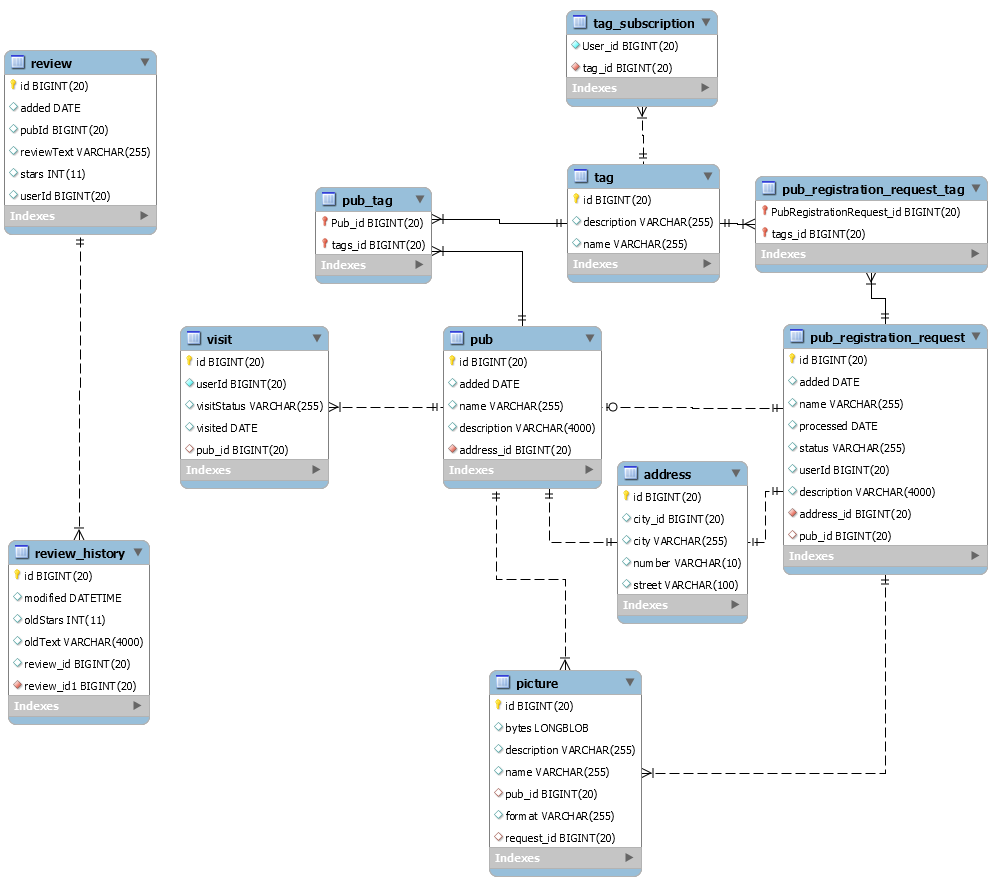 tag_subscription
User_id BIGINT(20)
tag_id BIGINT(20)
Indexes
review
id BIGINT(20)
added DATE
pubId BIGINT(20)
reviewText VARCHAR(255)
stars INT(11)
userId BIGINT(20)
Indexes
tag
id BIGINT(20)
description VARCHAR(255)
name VARCHAR(255)
Indexes
pub_registration_request_tag
PubRegistrationRequest_id BIGINT(20)
tags_id BIGINT(20)
Indexes
pub_tag
Pub_id BIGINT(20)
tags_id BIGINT(20)
Indexes
visit
id BIGINT(20)
userId BIGINT(20)
visitStatus VARCHAR(255)
visited DATE
pub_id BIGINT(20)
Indexes
pub
id BIGINT(20)
added DATE
name VARCHAR(255)
description VARCHAR(4000)
address_id BIGINT(20)
Indexes
pub_registration_request
id BIGINT(20)
added DATE
name VARCHAR(255)
processed DATE
status VARCHAR(255)
userId BIGINT(20)
description VARCHAR(4000)
address_id BIGINT(20)
pub_id BIGINT(20)
Indexes
address
id BIGINT(20)
city_id BIGINT(20)
city VARCHAR(255)
number VARCHAR(10)
street VARCHAR(100)
Indexes
review_history
id BIGINT(20)
modified DATETIME
oldStars INT(11)
oldText VARCHAR(4000)
review_id BIGINT(20)
review_id1 BIGINT(20)
Indexes
picture
id BIGINT(20)
bytes LONGBLOB
description VARCHAR(255)
name VARCHAR(255)
pub_id BIGINT(20)
format VARCHAR(255)
request_id BIGINT(20)
Indexes